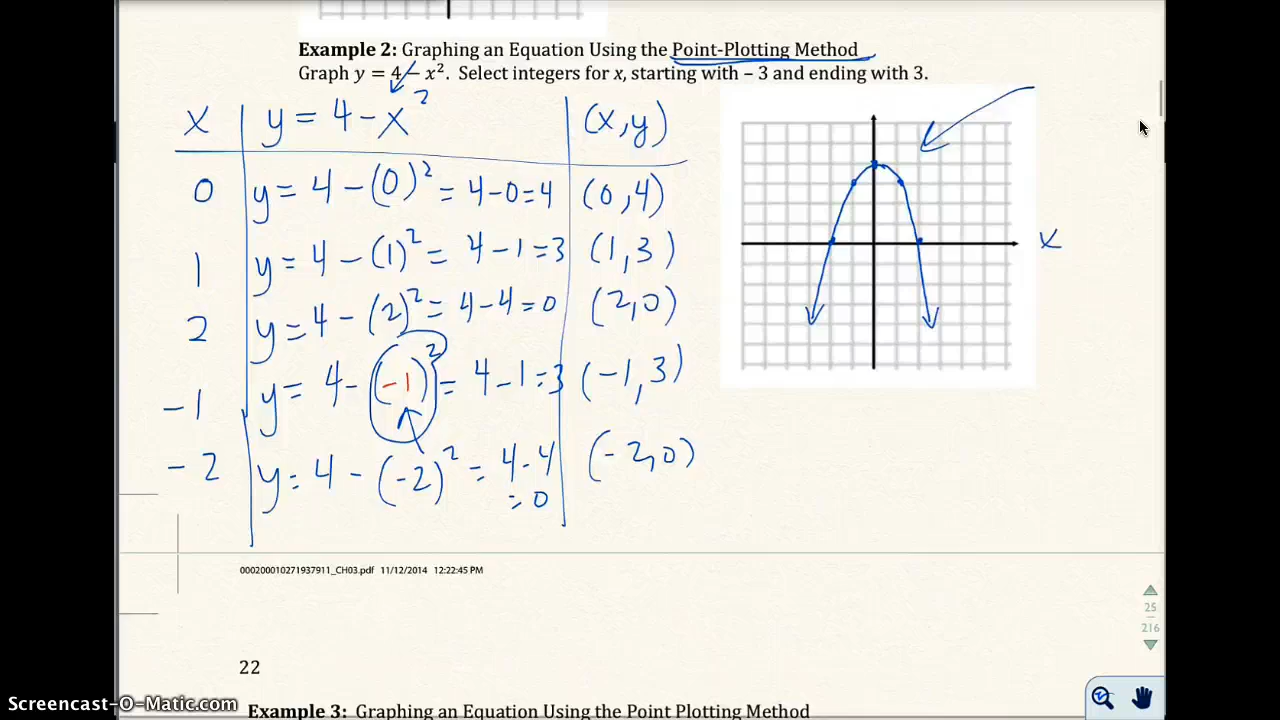 Example 2: Graphing an Equation Using the Point-Plotting Method
Graph y = 4 − x². Select integers for x, starting with – 3 and ending with 3.
x y = 4 - x² (x,y)
0 y = 4 - (0)² = 4-0=4 (0,4)
1 y = 4 - (1)² = 4-1=3 (1,3)
2 y = 4 - (2)² = 4-4=0 (2,0)
-1 y = 4 - (-1)² = 4-1=3 (-1,3)
-2 y = 4 - (-2)² = 4-4 (-2,0)
= 0
x
000200010271937911_CH03.pdf 11/12/2014 12:22:45 PM
25
216
22
Screencast-O-Matic.com
Example 3: Graphing an Equation Using the Point Plotting Method